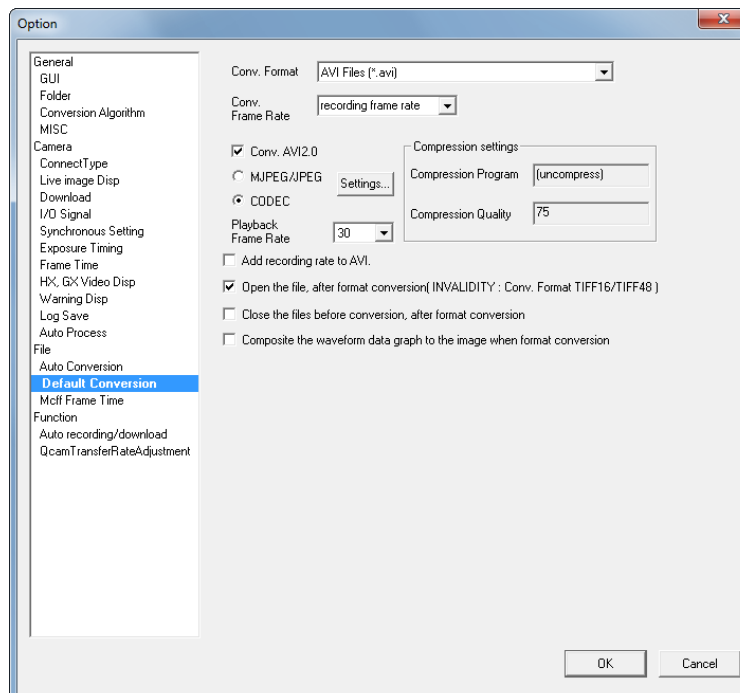 Option
General
GUI
Folder
Conversion Algorithm
MISC
Camera
ConnectType
Live image Disp
Download
I/O Signal
Synchronous Setting
Exposure Timing
Frame Time
HX, GX Video Disp
Warning Disp
Log Save
Auto Process
File
Auto Conversion
Default Conversion
Mcff Frame Time
Function
Auto recording/download
QcamTransferRateAdjustment
Conv. Format
AVI Files (*.avi)
Conv.
Frame Rate
recording frame rate
Conv. AVI2.0
MJPEG/JPEG
Settings...
CODEC
Playback
Frame Rate
30
Compression settings
Compression Program
(uncompress)
Compression Quality
75
Add recording rate to AVI.
Open the file, after format conversion( INVALIDITY : Conv. Format TIFF16/TIFF48 )
Close the files before conversion, after format conversion
Composite the waveform data graph to the image when format conversion
OK
Cancel